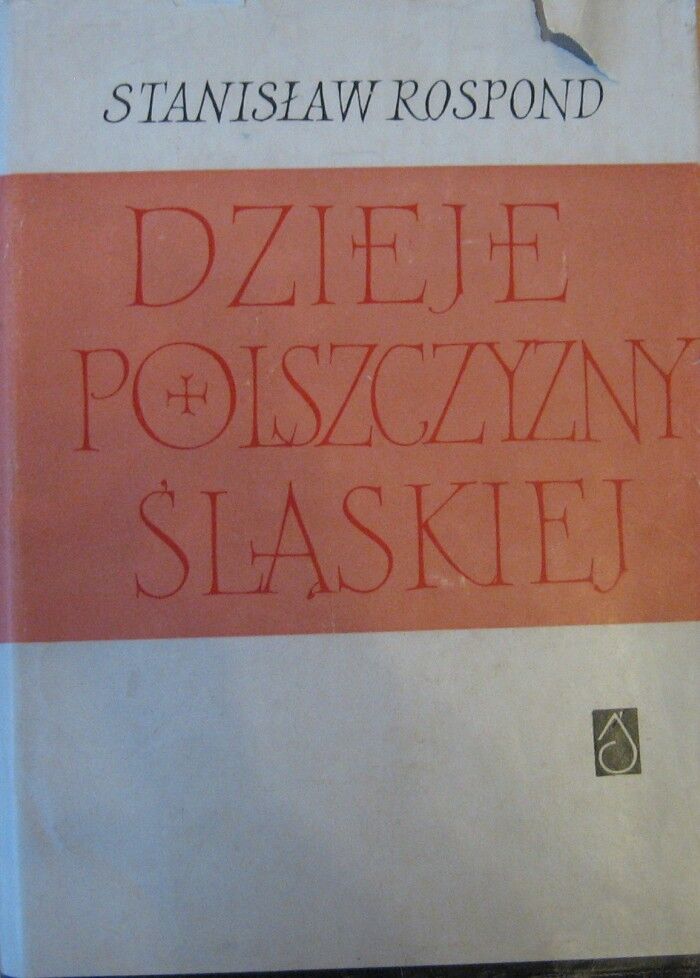 STANISŁAW ROSPOND
DZIEJE
POLSZCZYZNY
ŚLĄSKIEJ